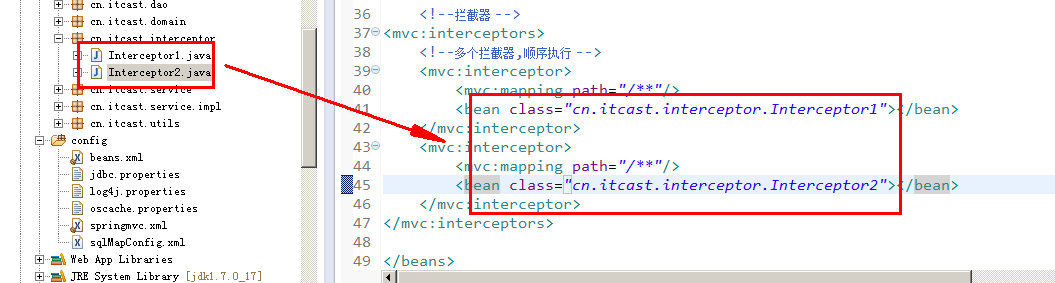 cn.itcast.dao
cn.itcast.domain
cn.itcast.interceptor
Interceptor1.java
Interceptor2.java
cn.itcast.service
cn.itcast.service.impl
cn.itcast.utils
config
beans.xml
jdbc.properties
log4j.properties
oscache.properties
springmvc.xml
sqlMapConfig.xml
Web App Libraries
JRE System Library [jdk1.7.0_17]
36 <!--拦截器 -->
37 <mvc:interceptors>
38 <!--多个拦截器,顺序执行 -->
39 <mvc:interceptor>
40 <mvc:mapping path="/**"/>
41 <bean class="cn.itcast.interceptor.Interceptor1"></bean>
42 </mvc:interceptor>
43 <mvc:interceptor>
44 <mvc:mapping path="/**"/>
45 <bean class="cn.itcast.interceptor.Interceptor2"></bean>
46 </mvc:interceptor>
47 </mvc:interceptors>
48
49 </beans>